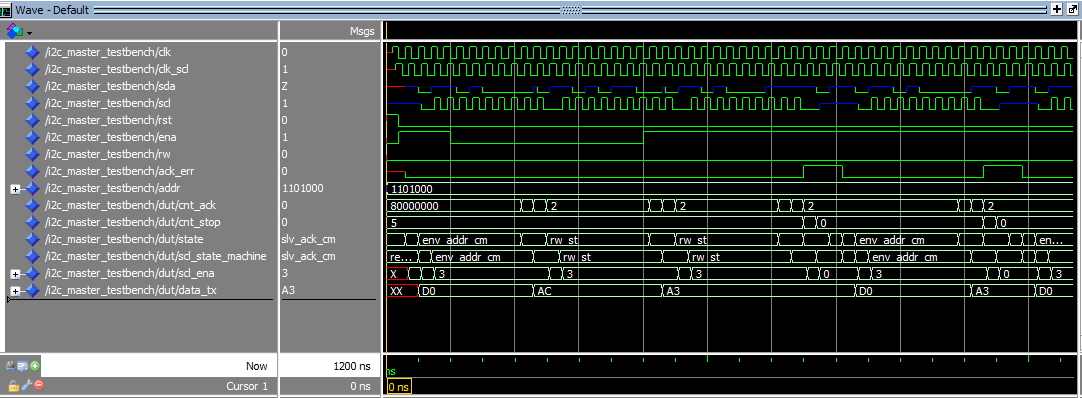 Wave - Default
Msgs
/i2c_master_testbench/clk 0
/i2c_master_testbench/clk_scl 1
/i2c_master_testbench/sda Z
/i2c_master_testbench/scl 1
/i2c_master_testbench/rst 0
/i2c_master_testbench/ena 1
/i2c_master_testbench/rw 0
/i2c_master_testbench/ack_err 0
/i2c_master_testbench/addr 1101000 1101000
/i2c_master_testbench/dut/cnt_ack 0 80000000 2 2 2 2
/i2c_master_testbench/dut/cnt_stop 0 5 0 0
/i2c_master_testbench/dut/state slv_ack_cm env_addr_cm rw_st rw_st env_addr_cm en...
/i2c_master_testbench/dut/scl_state_machine slv_ack_cm re... env_addr_cm rw_st rw_st env_addr_cm
/i2c_master_testbench/dut/scl_ena 3 X 3 3 3 0 3 0 3
/i2c_master_testbench/dut/data_tx A3 XX D0 AC A3 D0 A3 D0
Now 1200 ns ns
Cursor 1 0 ns 0 ns